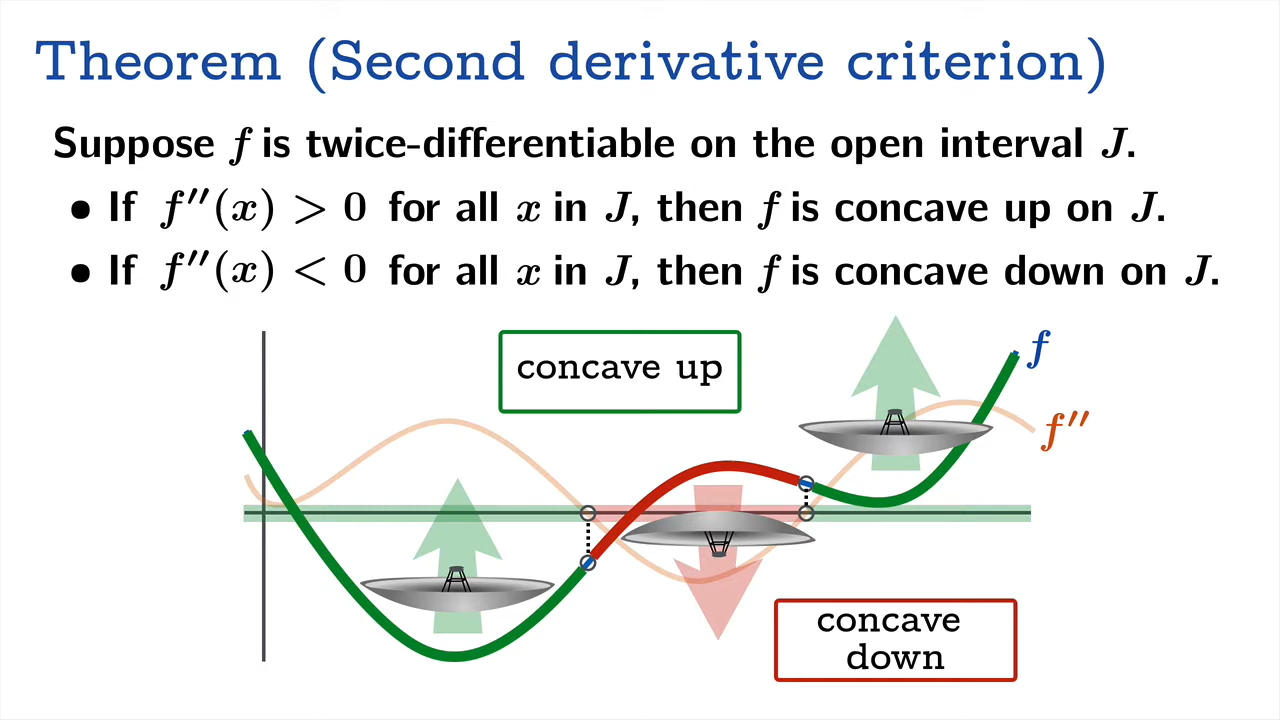 Theorem (Second derivative criterion)
Suppose f is twice-differentiable on the open interval J.
• If f″(x) > 0 for all x in J, then f is concave up on J.
• If f″(x) < 0 for all x in J, then f is concave down on J.
concave up
f
f″
concave
down